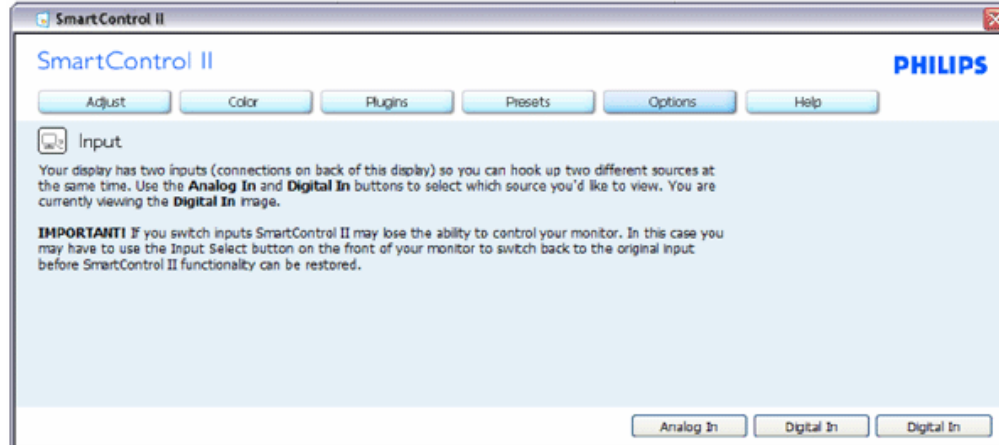 SmartControl II
SmartControl II
PHILIPS
Adjust Color Plugins Presets Options Help
Input
Your display has two inputs (connections on back of this display) so you can hook up two different sources at
the same time. Use the Analog In and Digital In buttons to select which source you'd like to view. You are
currently viewing the Digital In image.
IMPORTANT! If you switch inputs SmartControl II may lose the ability to control your monitor. In this case you
may have to use the Input Select button on the front of your monitor to switch back to the original input
before SmartControl II functionality can be restored.
Analog In Digital In Digital In